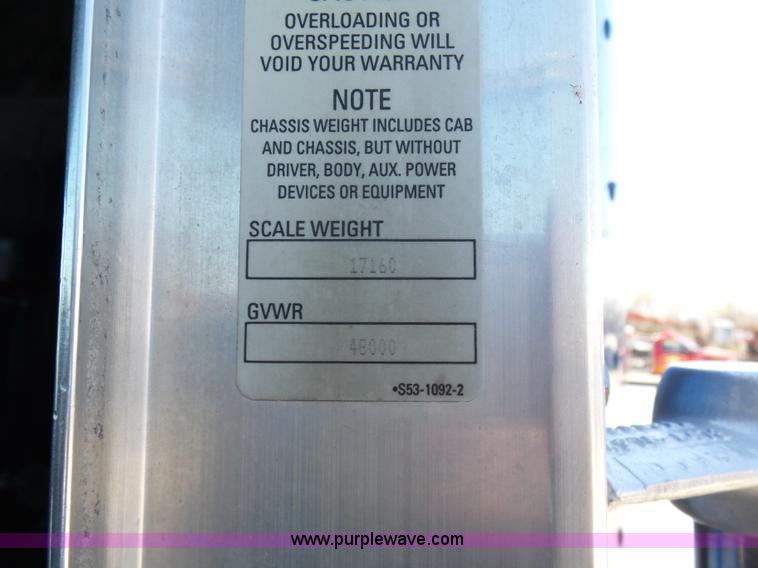 OVERLOADING OR
OVERSPEEDING WILL
VOID YOUR WARRANTY
NOTE
CHASSIS WEIGHT INCLUDES CAB
AND CHASSIS, BUT WITHOUT
DRIVER, BODY, AUX. POWER
DEVICES OR EQUIPMENT
SCALE WEIGHT
17160
GVWR
48000
•S53-1092-2
www.purplewave.com